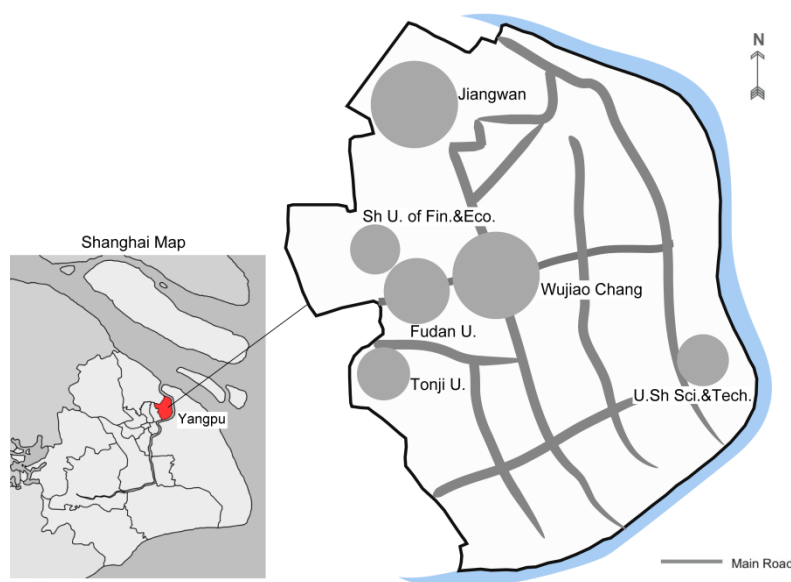 N
Jiangwan
Sh U. of Fin.&Eco.
Shanghai Map
Wujiao Chang
Fudan U.
Tonji U.
U.Sh Sci.&Tech.
Yangpu
Main Road